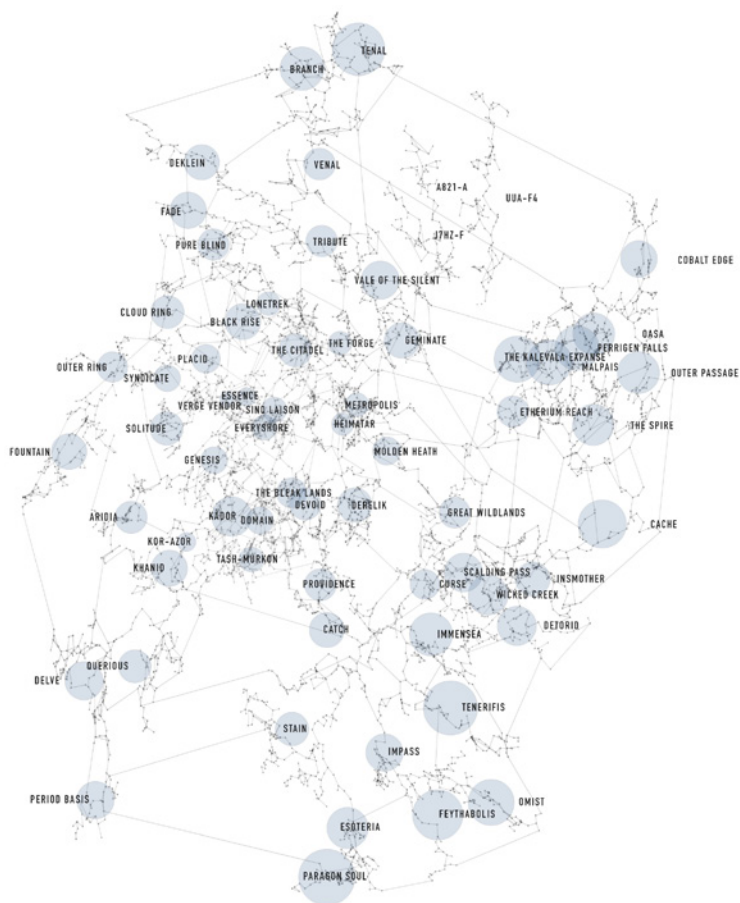 TENAL
BRANCH
DEKLEIN
VENAL
A821-A
UUA-F4
FADE
PURE BLIND
TRIBUTE
J7HZ-F
COBALT EDGE
VALE OF THE SILENT
CLOUD RING
LONETREK
BLACK RISE
OASA
THE CITADEL
THE FORGE
GEMINATE
PERRIGEN FALLS
THE KALEVALA EXPANSE
MALPAIS
OUTER RING
PLACID
SYNDICATE
OUTER PASSAGE
ESSENCE
VERGE VENDOR
SINQ LAISON
METROPOLIS
ETHERIUM REACH
SOLITUDE
EVERYSHORE
HEIMATAR
THE SPIRE
FOUNTAIN
GENESIS
MOLDEN HEATH
THE BLEAK LANDS
DEVOID
DERELIK
ARIDIA
KADOR
DOMAIN
GREAT WILDLANDS
CACHE
KOR-AZOR
TASH-MURKON
KHANID
SCALDING PASS
INSMOTHER
PROVIDENCE
CURSE
WICKED CREEK
CATCH
IMMENSEA
DETORID
QUERIOUS
DELVE
TENERIFIS
STAIN
IMPASS
PERIOD BASIS
OMIST
FEYTHABOLIS
ESOTERIA
PARAGON SOUL